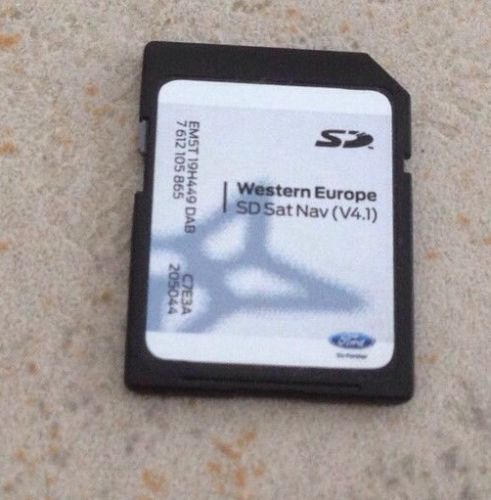 SD
Western Europe
SD Sat Nav (V4.1)
EM5T 19H449 DAB
7 612 105 865
C7E3A
205044
Ford
Go Further